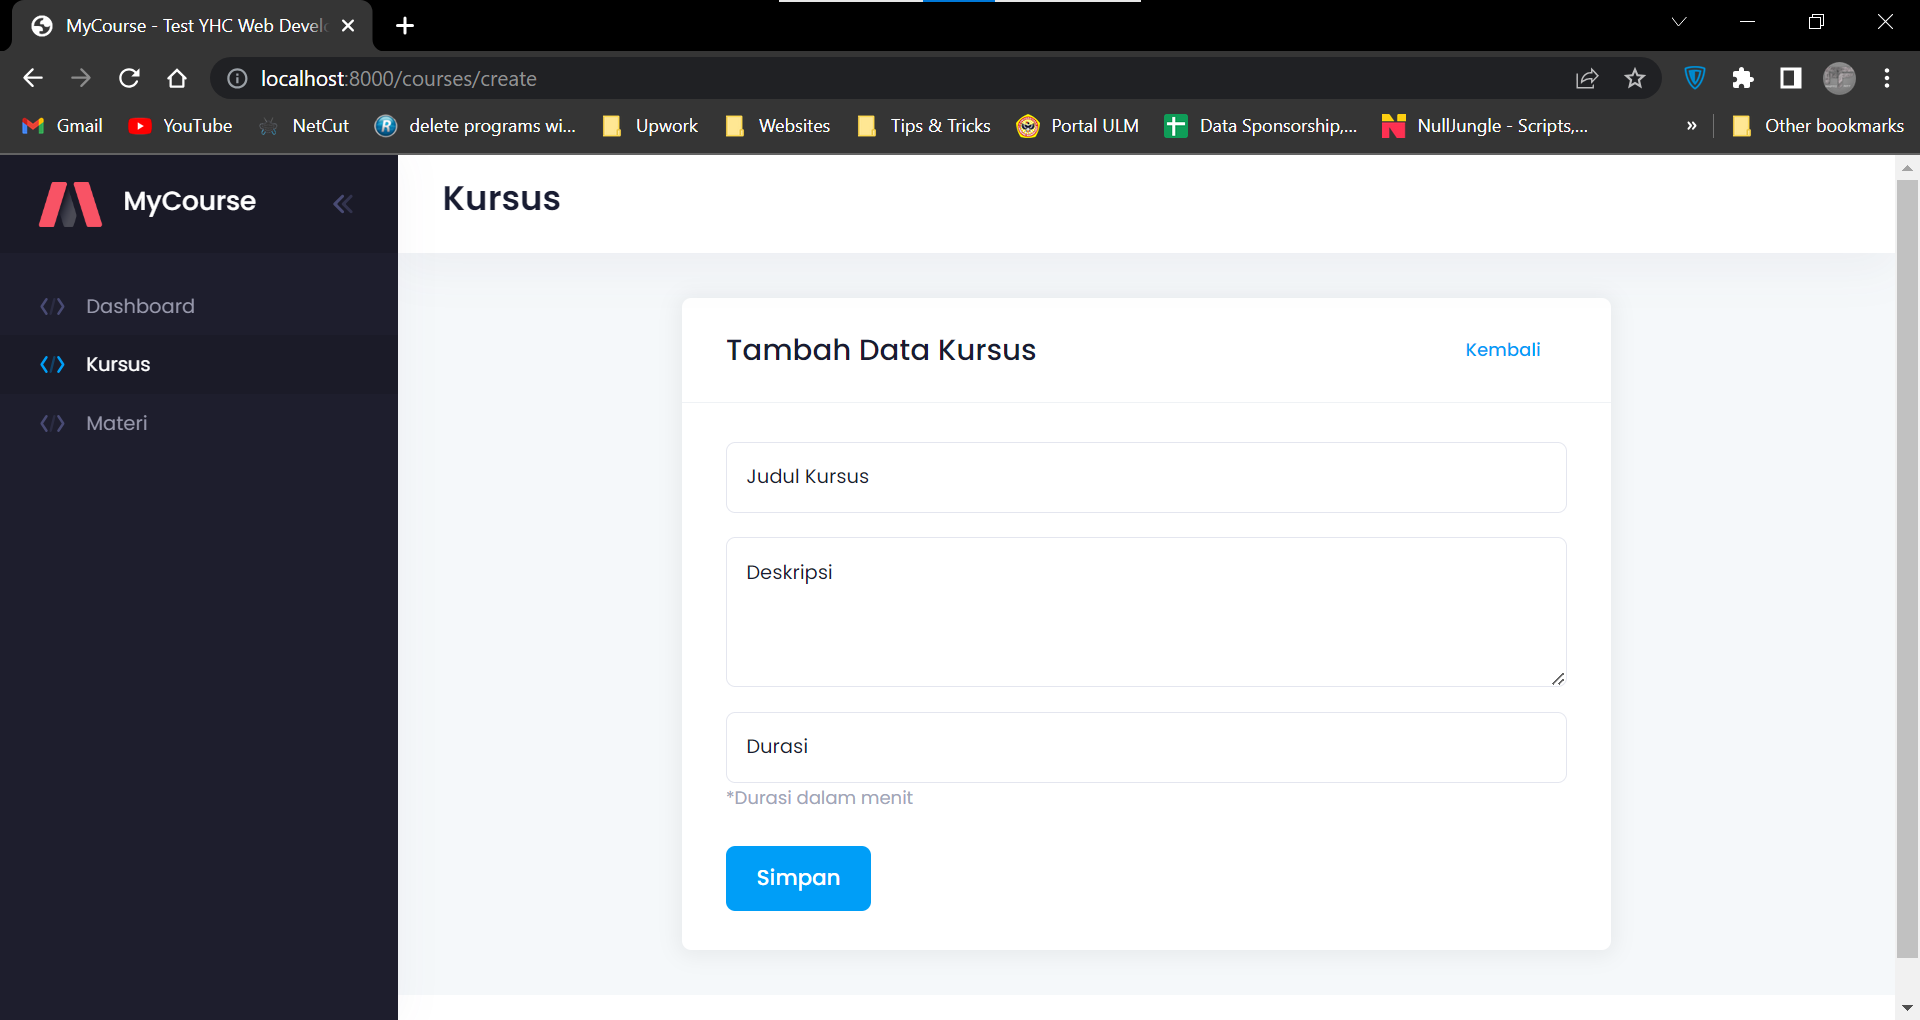 MyCourse - Test YHC Web Devel
localhost:8000/courses/create
Gmail YouTube NetCut delete programs wi... Upwork Websites Tips & Tricks Portal ULM Data Sponsorship,... NullJungle - Scripts,... » Other bookmarks
MyCourse
Kursus
Dashboard
Kursus
Materi
Tambah Data Kursus Kembali
Judul Kursus
Deskripsi
Durasi
*Durasi dalam menit
Simpan